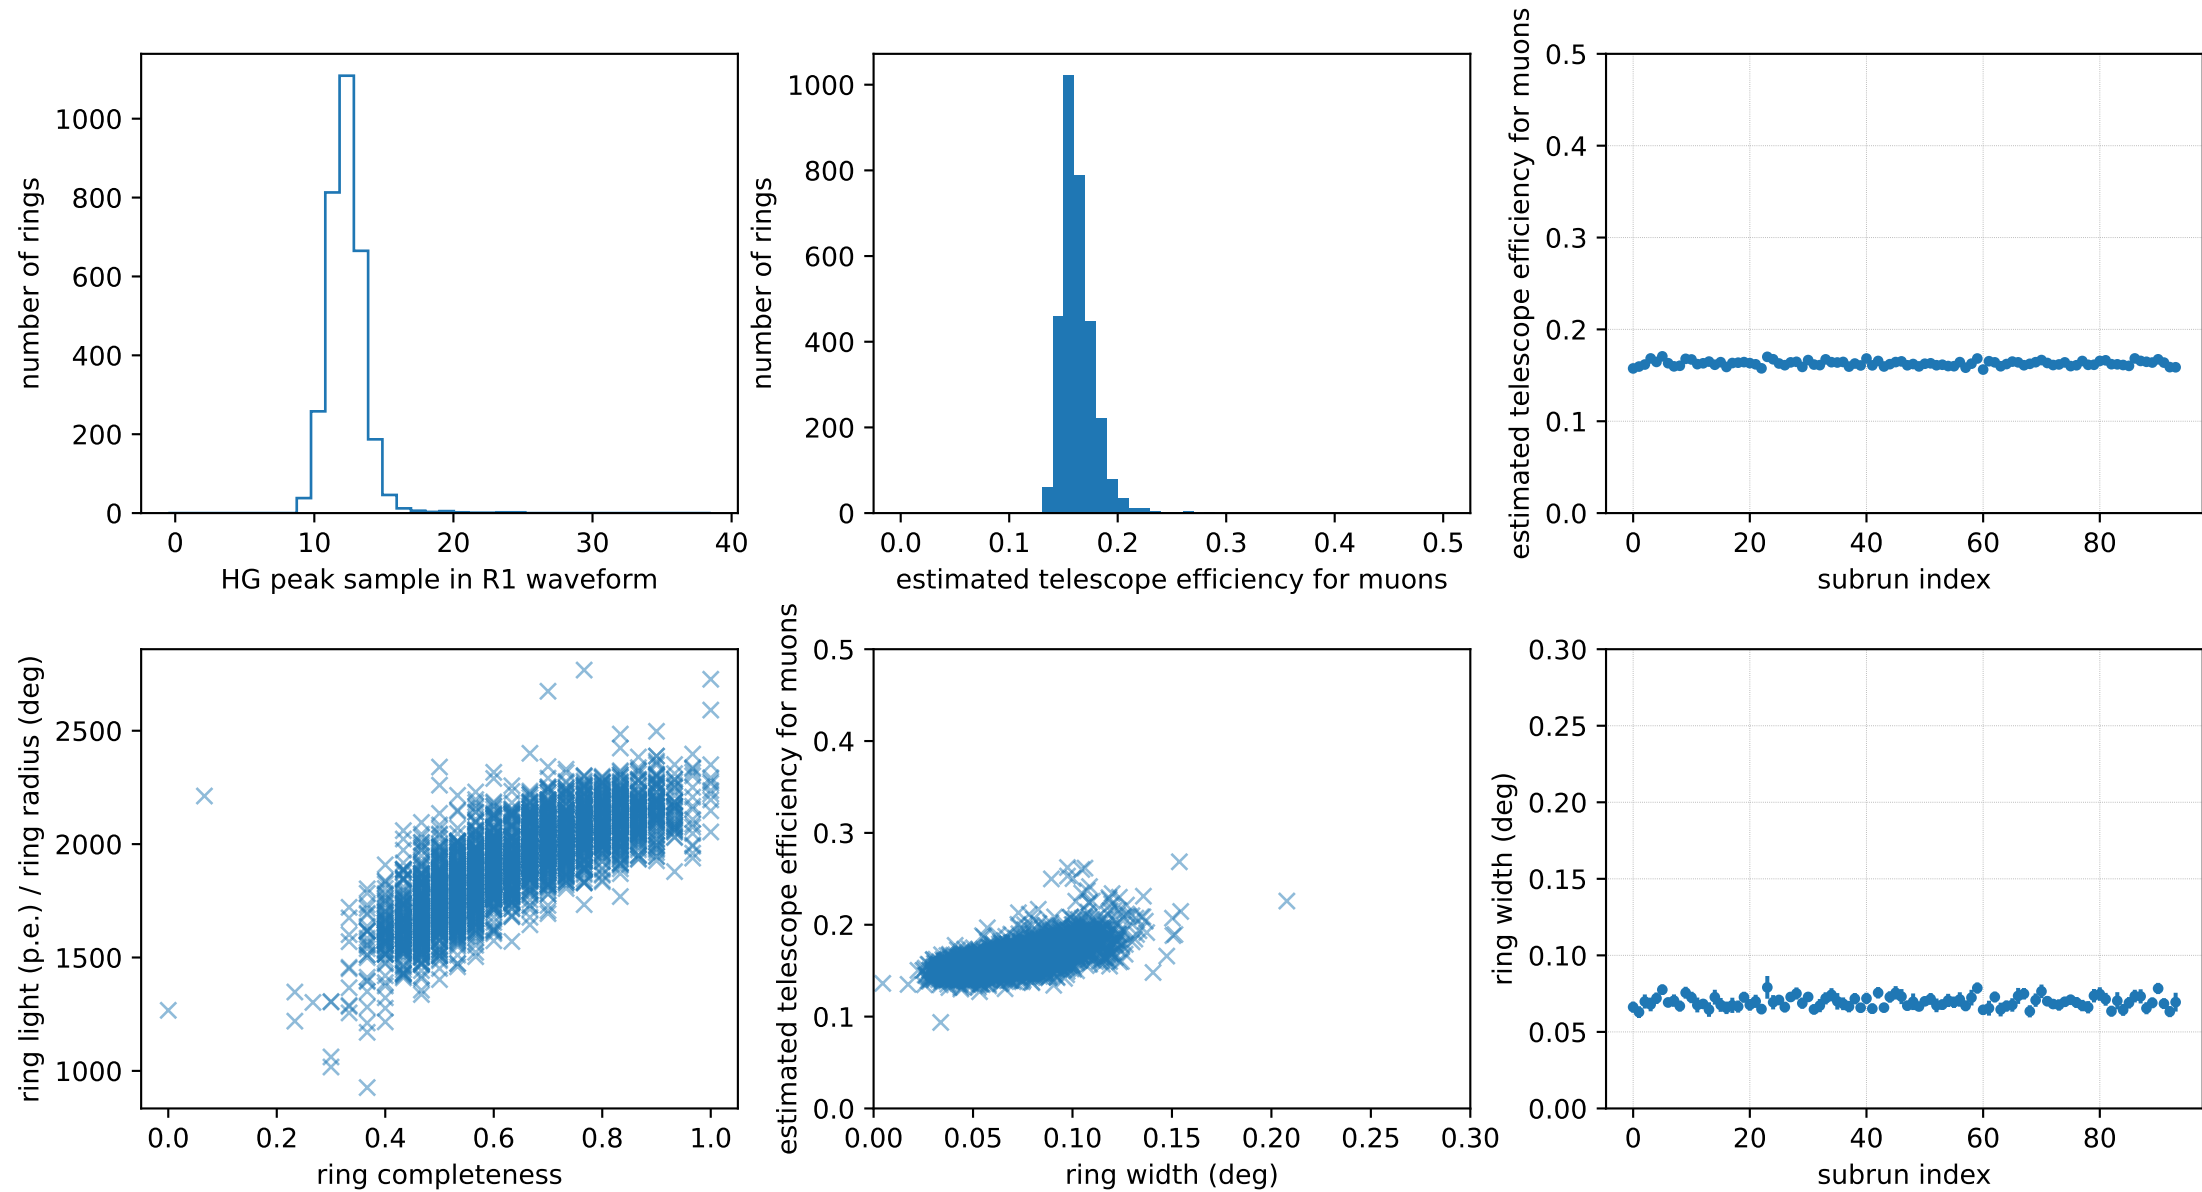 number of rings
1000
800
600
400
200
0
0 10 20 30 40
HG peak sample in R1 waveform
number of rings
1000
800
600
400
200
0
0.0 0.1 0.2 0.3 0.4 0.5
estimated telescope efficiency for muons
estimated telescope efficiency for muons
0.5
0.4
0.3
0.2
0.1
0.0
0 20 40 60 80
subrun index
ring light (p.e.) / ring radius (deg)
2500
2000
1500
1000
0.0 0.2 0.4 0.6 0.8 1.0
ring completeness
estimated telescope efficiency for muons
0.5
0.4
0.3
0.2
0.1
0.0
0.00 0.05 0.10 0.15 0.20 0.25 0.30
ring width (deg)
ring width (deg)
0.30
0.25
0.20
0.15
0.10
0.05
0.00
0 20 40 60 80
subrun index